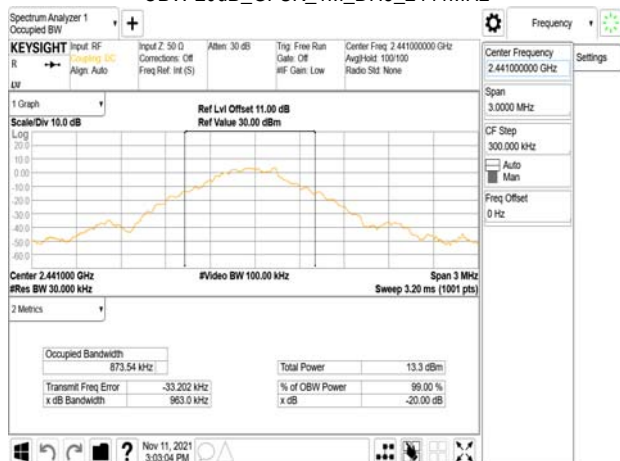 Spectrum Analyzer 1
Occupied BW
Frequency
KEYSIGHT
Input: RF
Coupling: DC
Align: Auto
Input Z: 50 Ω
Corrections: Off
Freq Ref: Int (S)
Atten: 30 dB
Trig: Free Run
Gate: Off
#IF Gain: Low
Center Freq: 2.441000000 GHz
Avg|Hold: 100/100
Radio Std: None
R
1 Graph
Scale/Div 10.0 dB
Ref Lvl Offset 11.00 dB
Ref Value 30.00 dBm
Log
20.0
10.0
0.00
-10.0
-20.0
-30.0
-40.0
-50.0
-60.0
Center 2.441000 GHz
#Res BW 30.000 kHz
#Video BW 100.00 kHz
Span 3 MHz
Sweep 3.20 ms (1001 pts)
2 Metrics
Occupied Bandwidth
873.54 kHz
Transmit Freq Error -33.202 kHz
x dB Bandwidth 963.0 kHz
Total Power 13.3 dBm
% of OBW Power 99.00 %
x dB -20.00 dB
Nov 11, 2021
3:03:04 PM
Center Frequency
2.441000000 GHz
Settings
Span
3.0000 MHz
CF Step
300.000 kHz
Auto
Man
Freq Offset
0 Hz